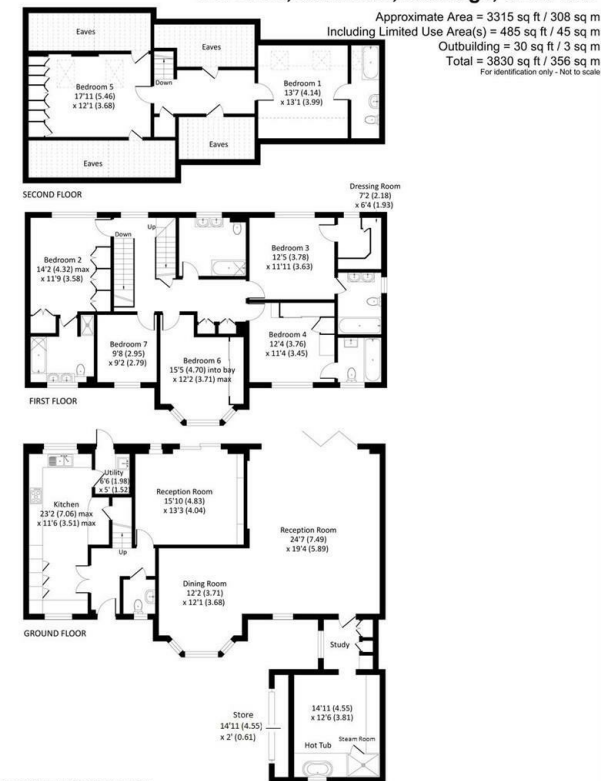 Approximate Area = 3315 sq ft / 308 sq m
Including Limited Use Area(s) = 485 sq ft / 45 sq m
Outbuilding = 30 sq ft / 3 sq m
Total = 3830 sq ft / 356 sq m
For identification only - Not to scale
Eaves
Eaves
Bedroom 5
17'11 (5.46)
x 12'1 (3.68)
Down
Bedroom 1
13'7 (4.14)
x 13'1 (3.99)
Eaves
Eaves
SECOND FLOOR
Dressing Room
7'2 (2.18)
x 6'4 (1.93)
Bedroom 2
14'2 (4.32) max
x 11'9 (3.58)
Down
Up
Bedroom 3
12'5 (3.78)
x 11'11 (3.63)
Bedroom 7
9'8 (2.95)
x 9'2 (2.79)
Bedroom 6
15'5 (4.70) into bay
x 12'2 (3.71) max
Bedroom 4
12'4 (3.76)
x 11'4 (3.45)
FIRST FLOOR
Utility
6'6 (1.98)
x 5' (1.52)
Kitchen
23'2 (7.06) max
x 11'6 (3.51) max
Reception Room
15'10 (4.83)
x 13'3 (4.04)
Up
Reception Room
24'7 (7.49)
x 19'4 (5.89)
Dining Room
12'2 (3.71)
x 12'1 (3.68)
GROUND FLOOR
Study
Store
14'11 (4.55)
x 2' (0.61)
14'11 (4.55)
x 12'6 (3.81)
Hot Tub
Steam Room